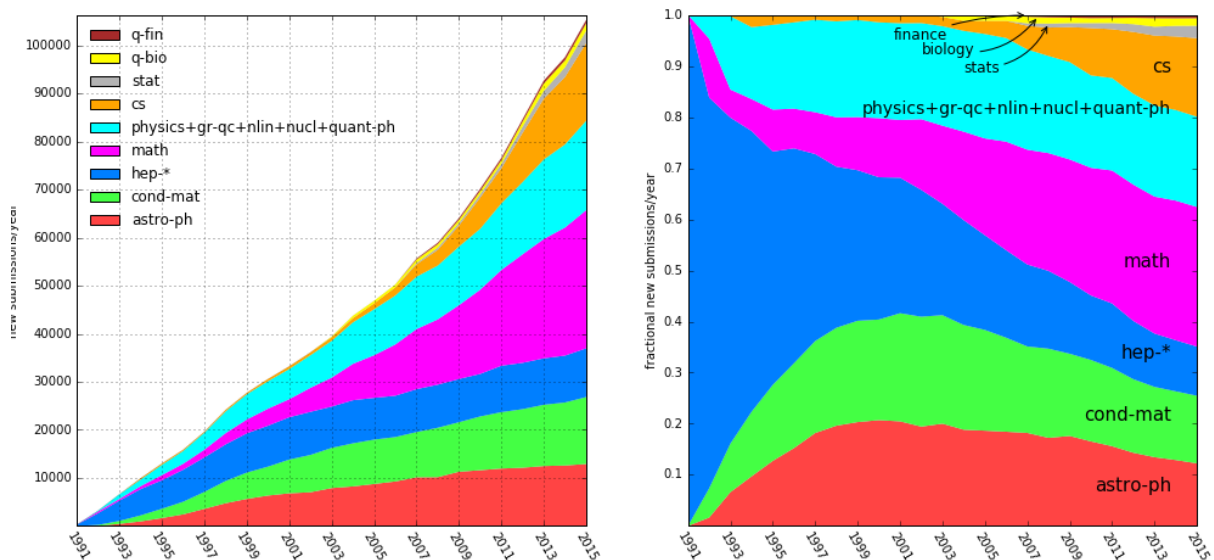 q-fin
q-bio
stat
cs
physics+gr-qc+nlin+nucl+quant-ph
math
hep-*
cond-mat
astro-ph
100000
90000
80000
70000
60000
50000
40000
30000
20000
10000
new submissions/year
1991
1993
1995
1997
1999
2001
2003
2005
2007
2009
2011
2013
2015
1.0
0.9
0.8
0.7
0.6
0.5
0.4
0.3
0.2
0.1
fractional new submissions/year
finance
biology
stats
cs
physics+gr-qc+nlin+nucl+quant-ph
math
hep-*
cond-mat
astro-ph
1991
1993
1995
1997
1999
2001
2003
2005
2007
2009
2011
2013
2015